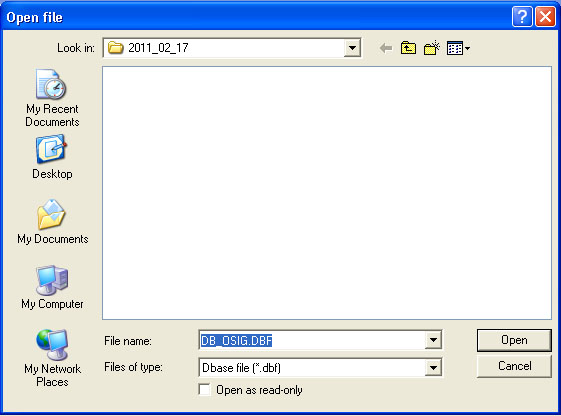 Open file
Look in:
2011_02_17
My Recent
Documents
Desktop
My Documents
My Computer
My Network
Places
File name:
DB_OSIG.DBF
Open
Files of type:
Dbase file (*.dbf)
Cancel
Open as read-only